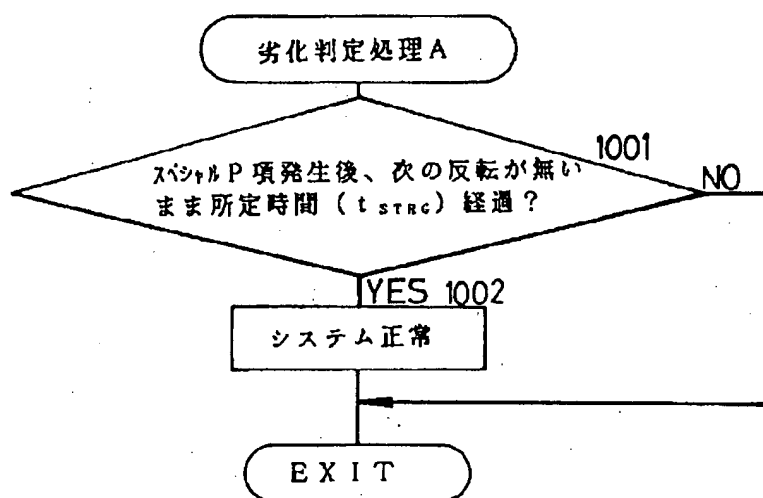 劣化判定処理A
1001
スペシャルP項発生後、次の反転が無い
まま所定時間(tSTRG)経過?
NO
YES 1002
システム正常
EXIT